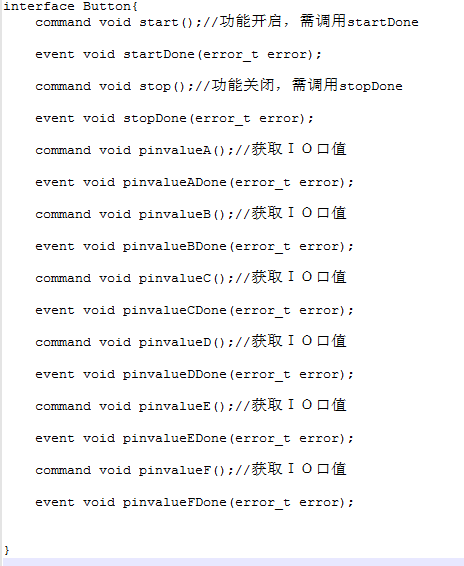 interface Button{
command void start();//功能开启，需调用startDone
event void startDone(error_t error);
command void stop();//功能关闭，需调用stopDone
event void stopDone(error_t error);
command void pinvalueA();//获取ＩＯ口值
event void pinvalueADone(error_t error);
command void pinvalueB();//获取ＩＯ口值
event void pinvalueBDone(error_t error);
command void pinvalueC();//获取ＩＯ口值
event void pinvalueCDone(error_t error);
command void pinvalueD();//获取ＩＯ口值
event void pinvalueDDone(error_t error);
command void pinvalueE();//获取ＩＯ口值
event void pinvalueEDone(error_t error);
command void pinvalueF();//获取ＩＯ口值
event void pinvalueFDone(error_t error);
}